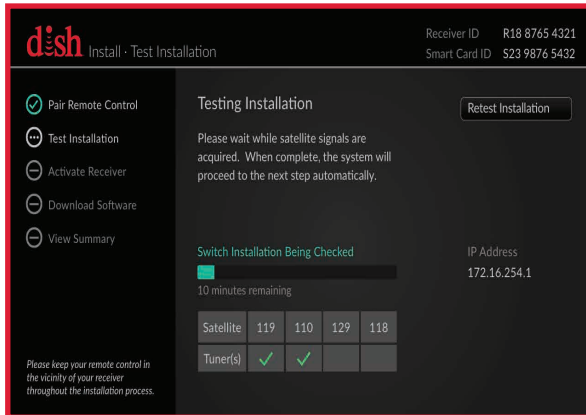 dish Install · Test Installation
Receiver ID R18 8765 4321
Smart Card ID S23 9876 5432
Pair Remote Control
Test Installation
Activate Receiver
Download Software
View Summary
Please keep your remote control in
the vicinity of your receiver
throughout the installation process.
Testing Installation
Retest Installation
Please wait while satellite signals are
acquired. When complete, the system will
proceed to the next step automatically.
Switch Installation Being Checked
10 minutes remaining
IP Address
172.16.254.1
Satellite 119 110 129 118
Tuner(s)